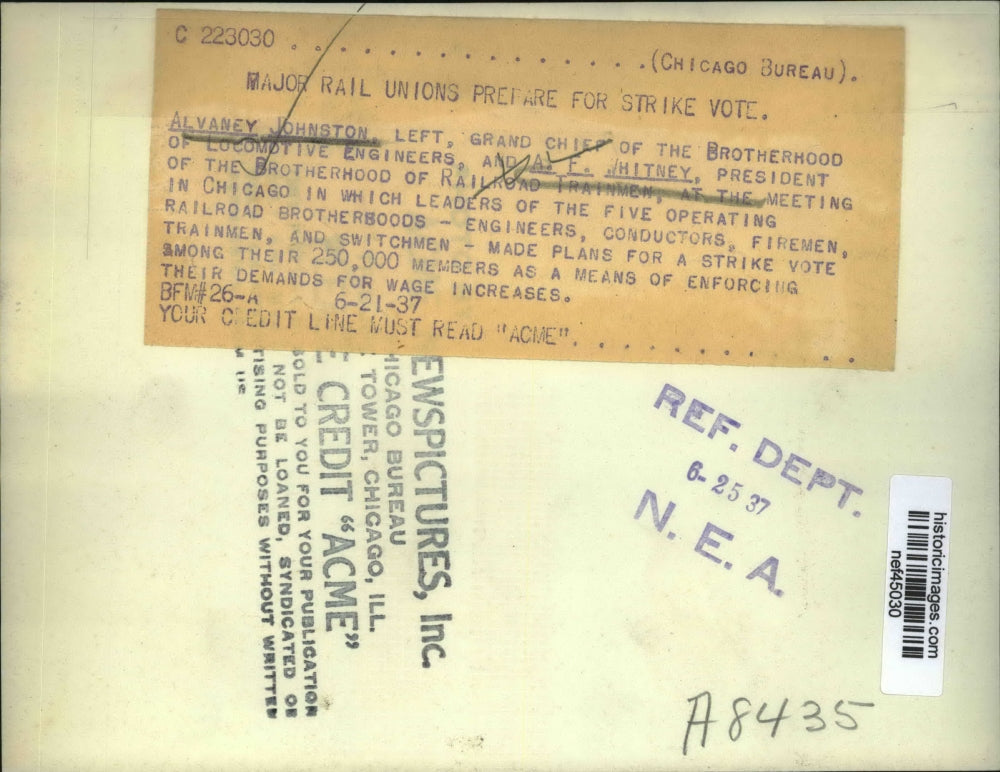 C 223030 . . . . . . . . . . . . . . . . .(CHICAGO BUREAU).
MAJOR RAIL UNIONS PREPARE FOR STRIKE VOTE.
ALVANEY JOHNSTON, LEFT, GRAND CHIEF OF THE BROTHERHOOD
OF LOCOMOTIVE ENGINEERS, AND A. F. WHITNEY, PRESIDENT
OF THE BROTHERHOOD OF RAILROAD TRAINMEN, AT THE MEETING
IN CHICAGO IN WHICH LEADERS OF THE FIVE OPERATING
RAILROAD BROTHERBOODS - ENGINEERS, CONDUCTORS, FIREMEN,
TRAINMEN, AND SWITCHMEN - MADE PLANS FOR A STRIKE VOTE
AMONG THEIR 250,000 MEMBERS AS A MEANS OF ENFORCING
THEIR DEMANDS FOR WAGE INCREASES.
BFM#26-A 6-21-37
YOUR CREDIT LINE MUST READ "ACME". . . . . . . . .
EWSPICTURES, Inc.
HICAGO BUREAU
TOWER, CHICAGO, ILL.
CREDIT "ACME"
SOLD TO YOU FOR YOUR PUBLICATION
NOT BE LOANED, SYNDICATED OR
TISING PURPOSES WITHOUT WRITTEN
REF. DEPT.
6-25 37
N. E. A.
historicimages.com
nef45030
A8435